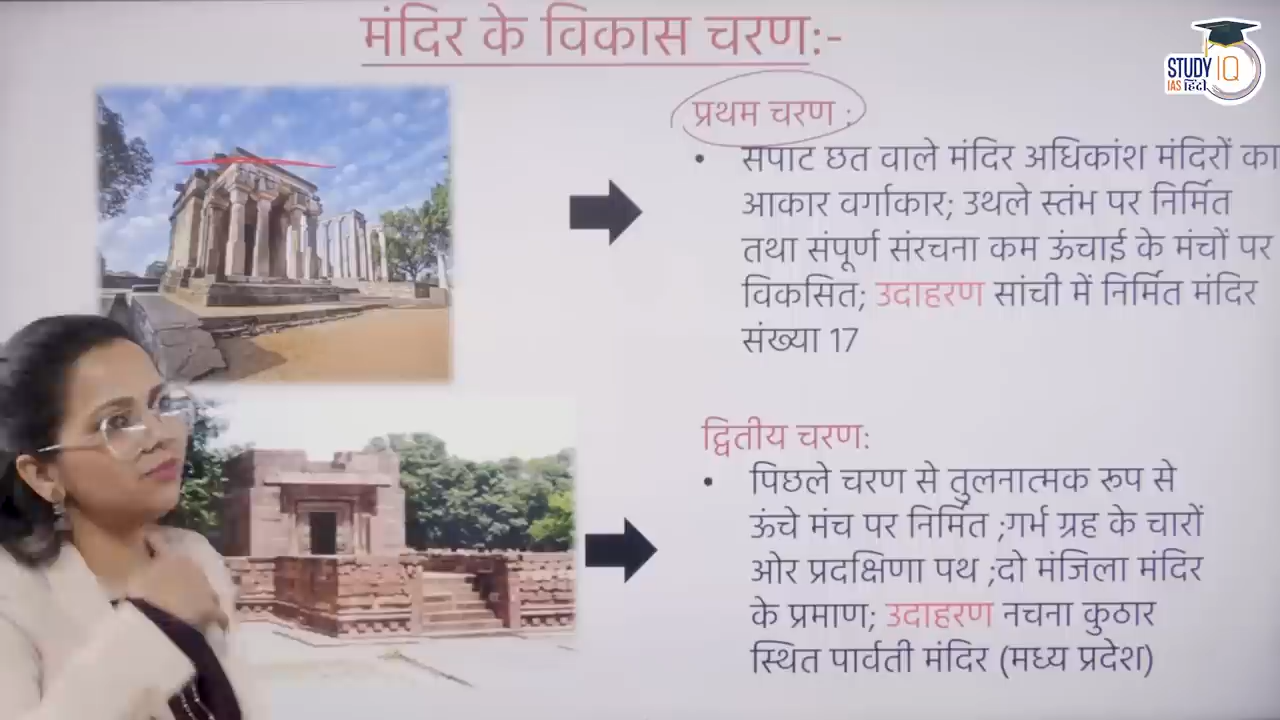 मंदिर के विकास चरण:-
STUDY IQ
IAS हिंदी
प्रथम चरण :
• सपाट छत वाले मंदिर अधिकांश मंदिरों का
आकार वर्गाकार; उथले स्तंभ पर निर्मित
तथा संपूर्ण संरचना कम ऊंचाई के मंचों पर
विकसित; उदाहरण सांची में निर्मित मंदिर
संख्या 17
द्वितीय चरण:
• पिछले चरण से तुलनात्मक रूप से
ऊंचे मंच पर निर्मित ;गर्भ ग्रह के चारों
ओर प्रदक्षिणा पथ ;दो मंजिला मंदिर
के प्रमाण; उदाहरण नचना कुठार
स्थित पार्वती मंदिर (मध्य प्रदेश)